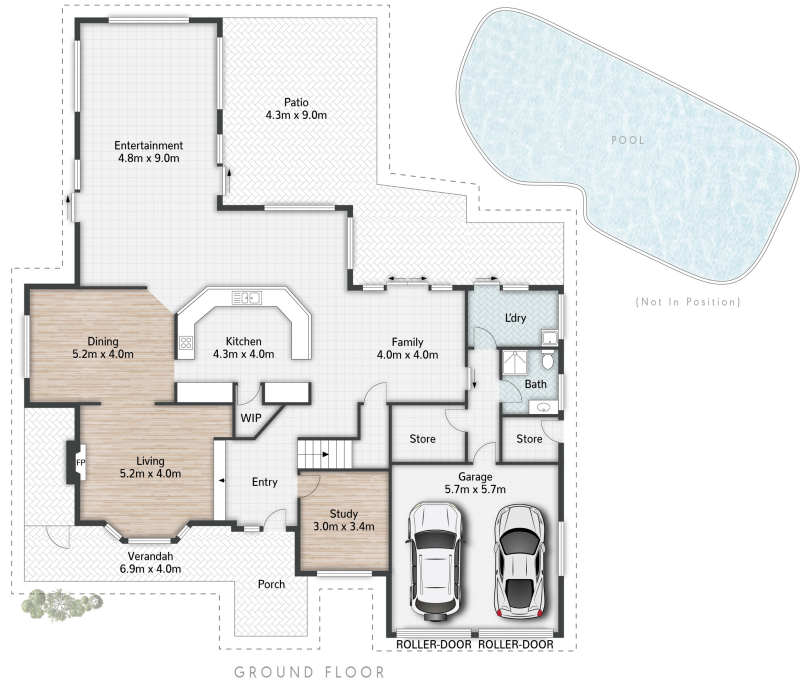 Patio
4.3m x 9.0m
POOL
Entertainment
4.8m x 9.0m
(Not In Position)
L'dry
Dining
5.2m x 4.0m
Kitchen
4.3m x 4.0m
Family
4.0m x 4.0m
Bath
WIP
Store
Store
FP
Living
5.2m x 4.0m
Entry
Garage
5.7m x 5.7m
Study
3.0m x 3.4m
Verandah
6.9m x 4.0m
Porch
ROLLER-DOOR
ROLLER-DOOR
GROUND FLOOR